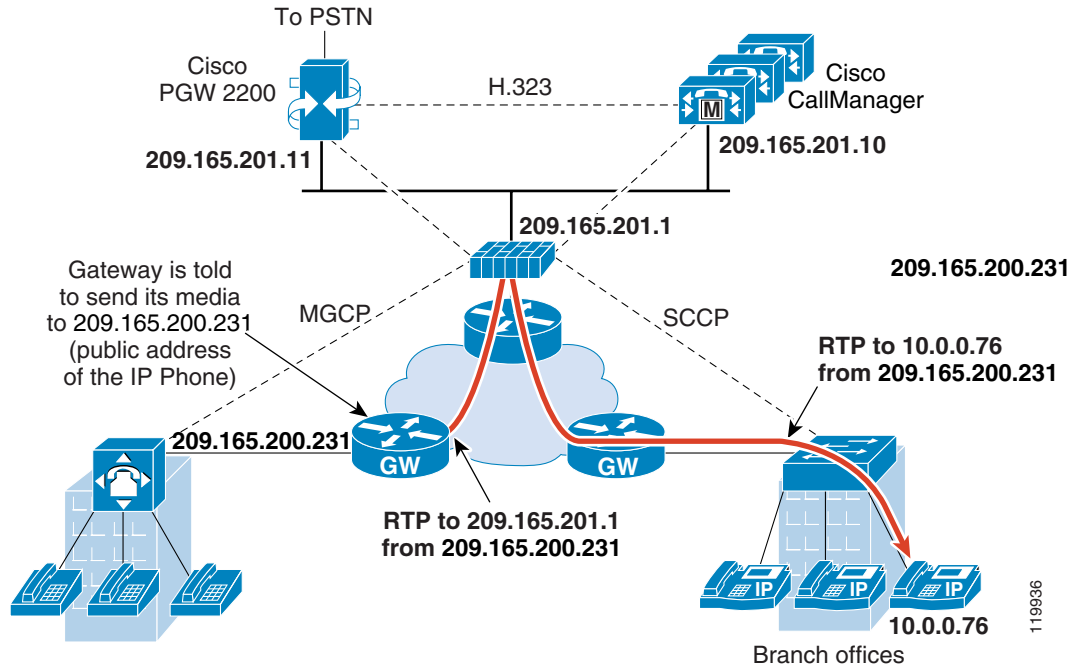 To PSTN
Cisco
PGW 2200
H.323
Cisco
CallManager
M
209.165.201.11
209.165.201.10
209.165.201.1
Gateway is told
to send its media
to 209.165.200.231
(public address
of the IP Phone)
MGCP
SCCP
209.165.200.231
RTP to 10.0.0.76
from 209.165.200.231
209.165.200.231
GW
GW
RTP to 209.165.201.1
from 209.165.200.231
IP
IP
IP
10.0.0.76
Branch offices
119936